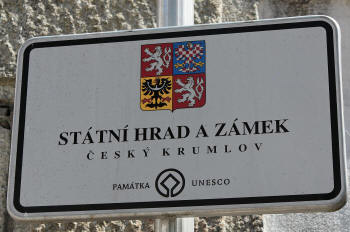 STÁTNÍ HRAD A ZÁMEK
ČESKÝ KRUMLOV
PAMÁTKA UNESCO